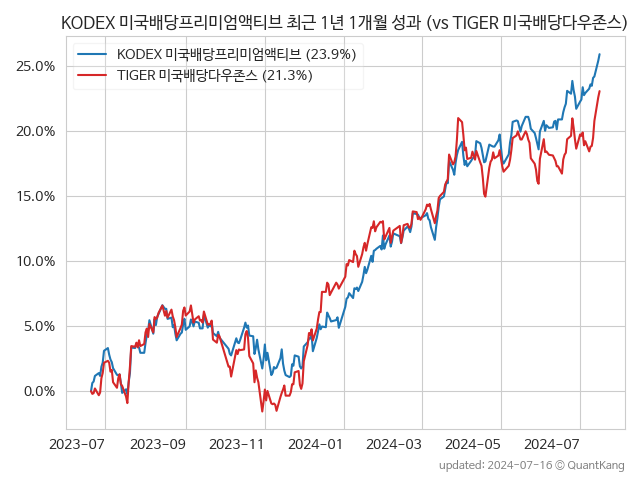 KODEX 미국배당프리미엄액티브 최근 1년 1개월 성과 (vs TIGER 미국배당다우존스)
KODEX 미국배당프리미엄액티브 (23.9%)
TIGER 미국배당다우존스 (21.3%)
25.0%
20.0%
15.0%
10.0%
5.0%
0.0%
2023-07 2023-09 2023-11 2024-01 2024-03 2024-05 2024-07
updated: 2024-07-16 © QuantKang